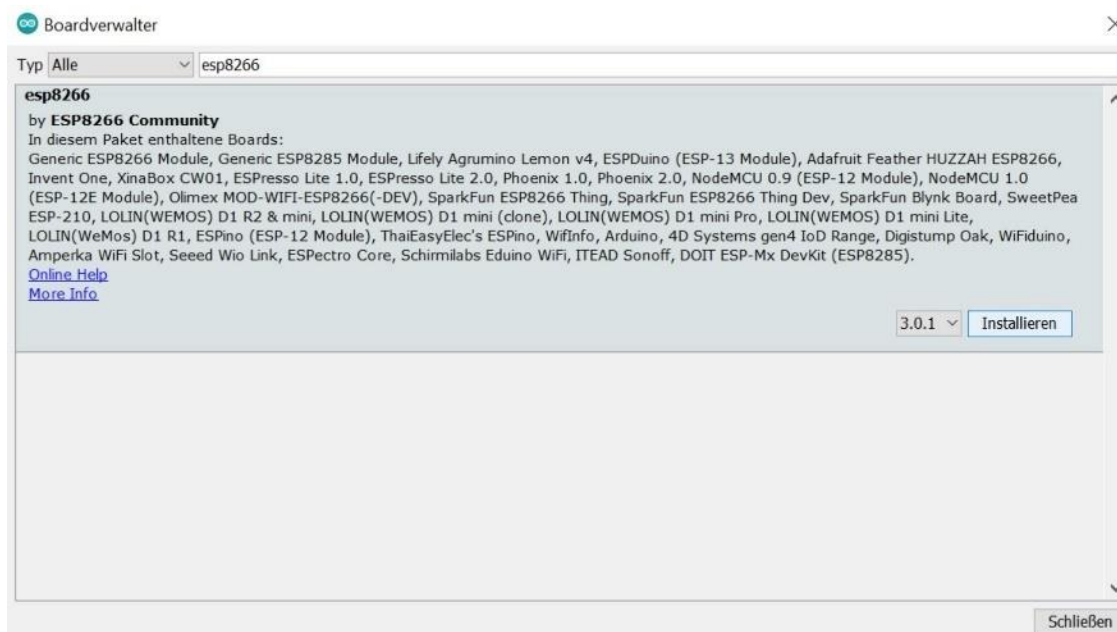 Boardverwalter
Typ Alle esp8266
esp8266
by ESP8266 Community
In diesem Paket enthaltene Boards:
Generic ESP8266 Module, Generic ESP8285 Module, Lifely Agrumino Lemon v4, ESPDuino (ESP-13 Module), Adafruit Feather HUZZAH ESP8266,
Invent One, XinaBox CW01, ESPresso Lite 1.0, ESPresso Lite 2.0, Phoenix 1.0, Phoenix 2.0, NodeMCU 0.9 (ESP-12 Module), NodeMCU 1.0
(ESP-12E Module), Olimex MOD-WIFI-ESP8266(-DEV), SparkFun ESP8266 Thing, SparkFun ESP8266 Thing Dev, SparkFun Blynk Board, SweetPea
ESP-210, LOLIN(WEMOS) D1 R2 & mini, LOLIN(WEMOS) D1 mini (clone), LOLIN(WEMOS) D1 mini Pro, LOLIN(WEMOS) D1 mini Lite,
LOLIN(WeMos) D1 R1, ESPino (ESP-12 Module), ThaiEasyElec's ESPino, WifInfo, Arduino, 4D Systems gen4 IoD Range, Digistump Oak, WiFiduino,
Amperka WiFi Slot, Seeed Wio Link, ESPectro Core, Schirmilabs Eduino WiFi, ITEAD Sonoff, DOIT ESP-Mx DevKit (ESP8285).
Online Help
More Info
3.0.1 Installieren
Schließen